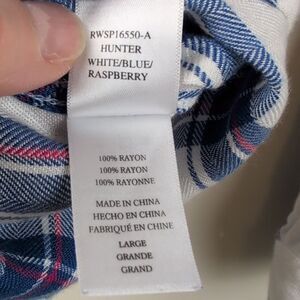 RWSP16550-A
HUNTER
WHITE/BLUE/
RASPBERRY
100% RAYON
100% RAYON
100% RAYONNE
MADE IN CHINA
HECHO EN CHINA
FABRIQUÉ EN CHINE
LARGE
GRANDE
GRAND